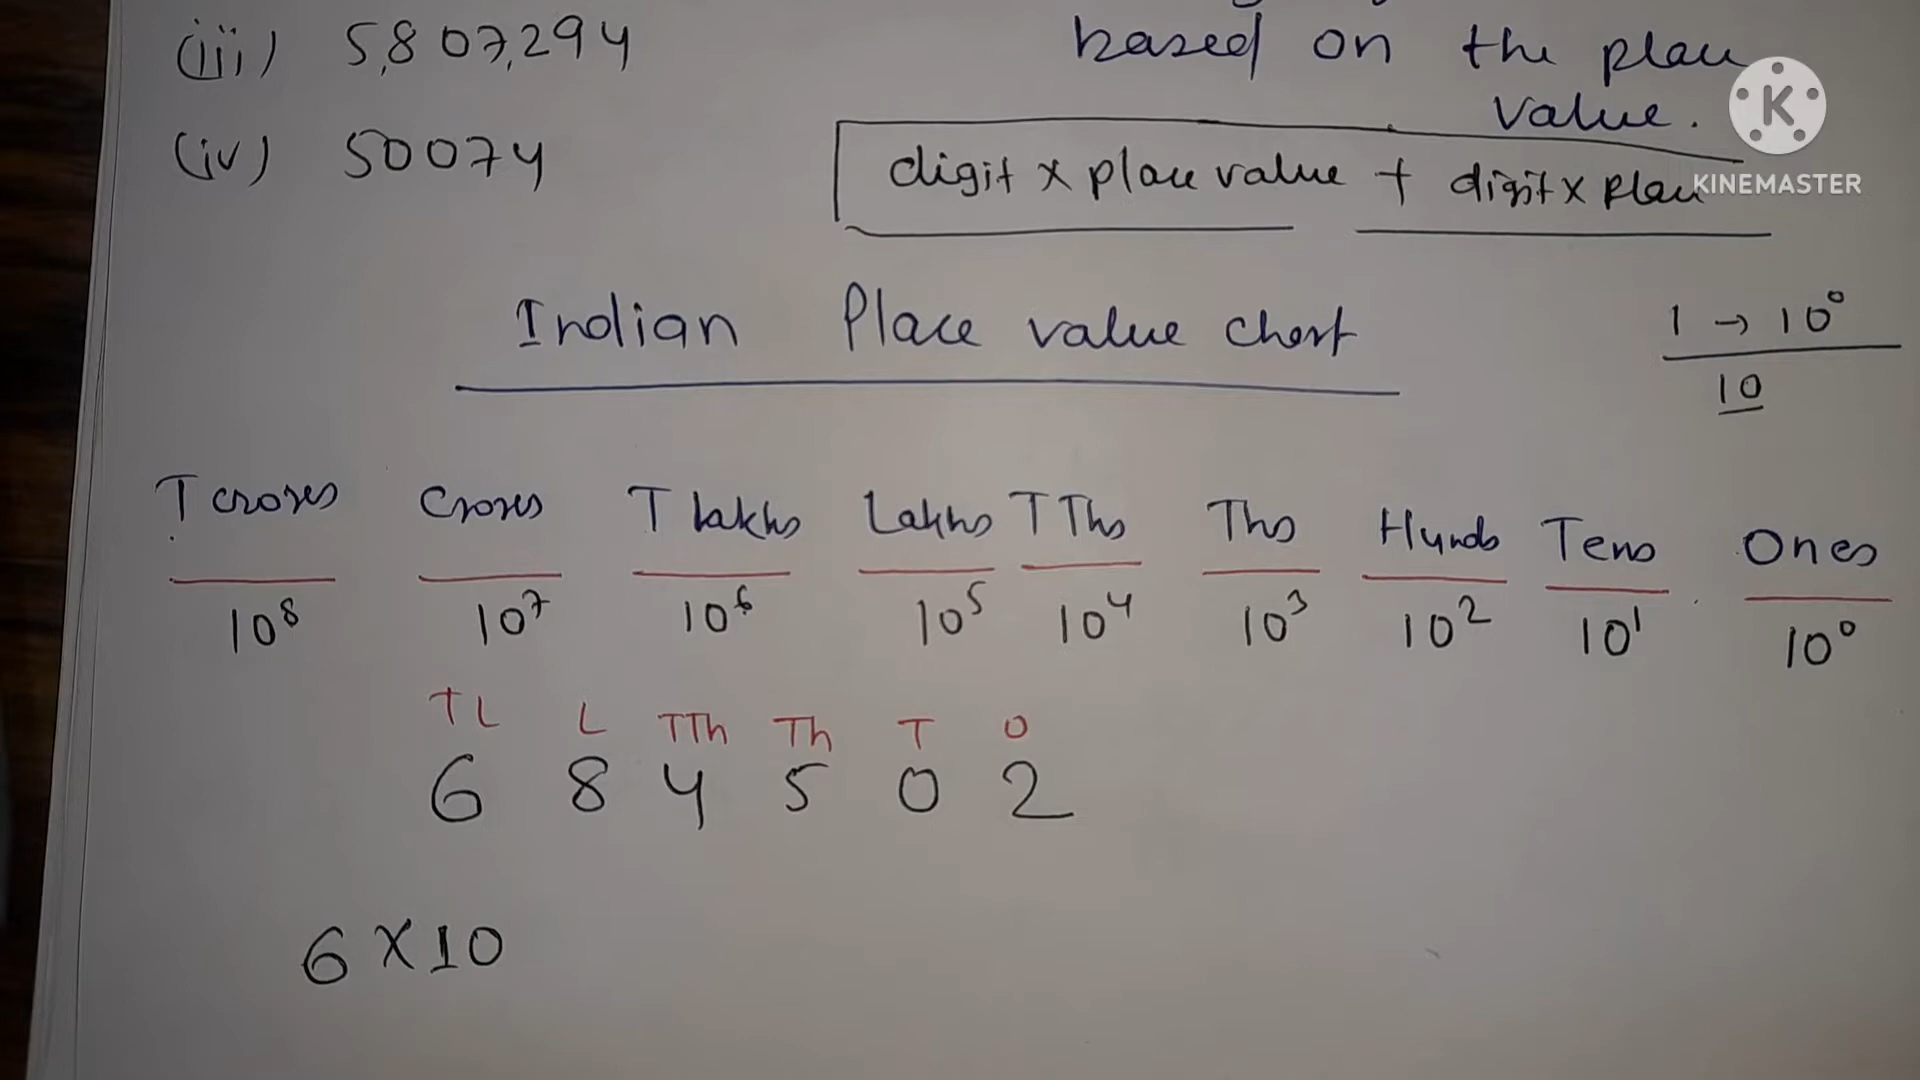 (iii) 5,807,294
based on the place
value.
(iv) 50074
digit x place value + digit x place
K
KINEMASTER
Indian Place value chart
1 → 10⁰
10
T crores Crores T lakhs Lakhs T Ths Ths Hunds Tens Ones
10⁸ 10⁷ 10⁶ 10⁵ 10⁴ 10³ 10² 10¹ 10⁰
TL L TTh Th T O
6 8 4 5 0 2
6 X 10